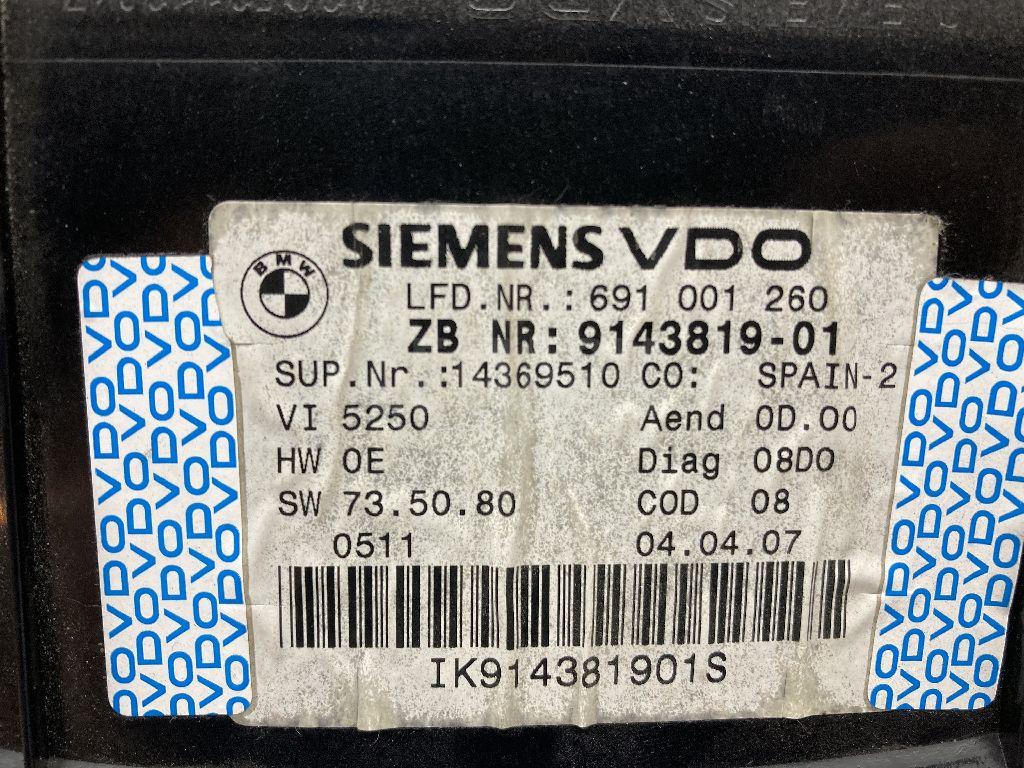 SIEMENS VDO
BMW
LFD.NR.: 691 001 260
ZB NR: 9143819-01
SUP.Nr.:14369510 CO: SPAIN-2
VI 5250 Aend 0D.00
HW 0E Diag 08D0
SW 73.50.80 COD 08
0511 04.04.07
IK914381901S
VDO
VDO